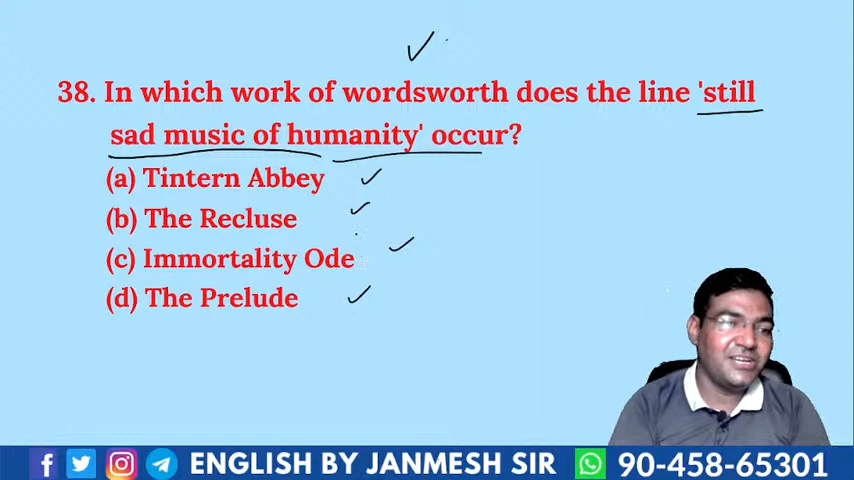 38. In which work of wordsworth does the line 'still
sad music of humanity' occur?
(a) Tintern Abbey
(b) The Recluse
(c) Immortality Ode
(d) The Prelude
ENGLISH BY JANMESH SIR 90-458-65301